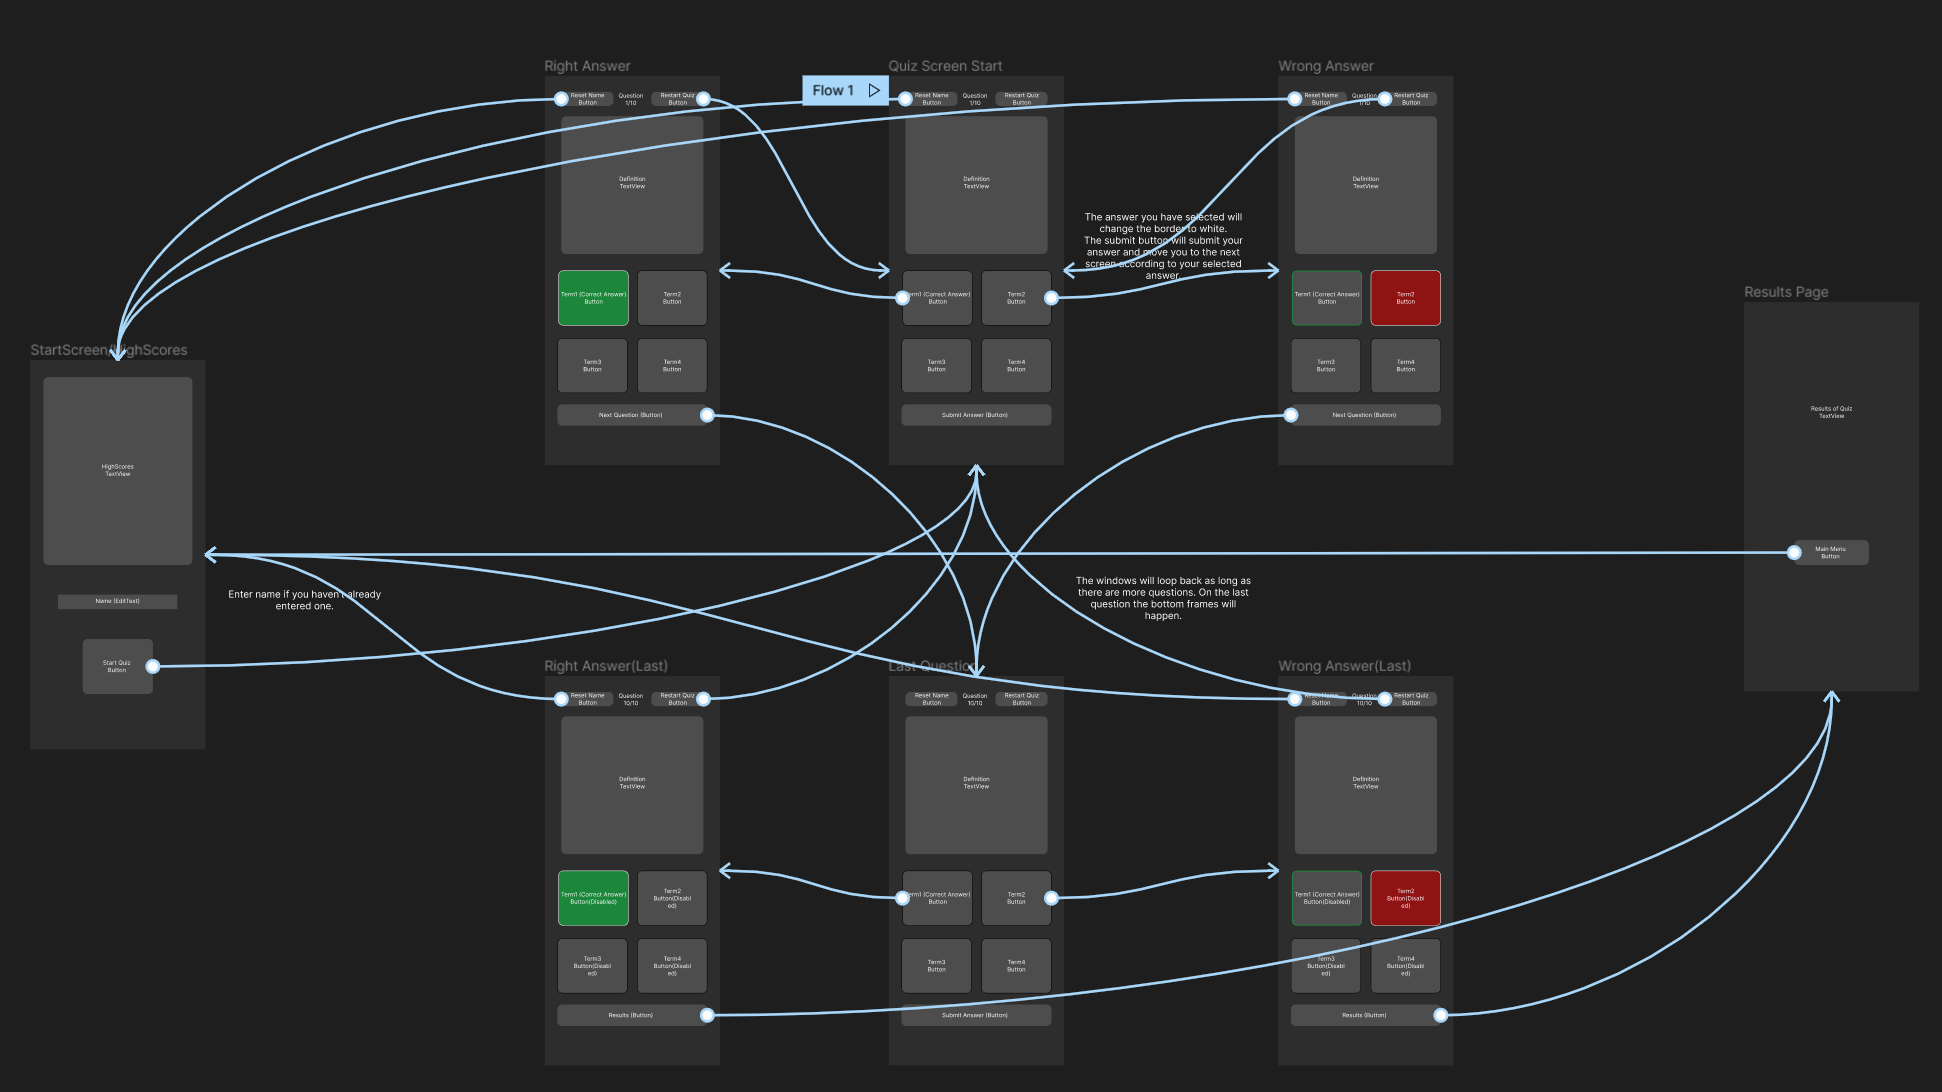 Right Answer
Reset Name
Button
Question
1/10
Restart Quiz
Button
Definition
TextView
Term1 (Correct Answer)
Button
Term2
Button
Term3
Button
Term4
Button
Next Question (Button)
Flow 1
Quiz Screen Start
Reset Name
Button
Question
1/10
Restart Quiz
Button
Definition
TextView
Term1 (Correct Answer)
Button
Term2
Button
Term3
Button
Term4
Button
Submit Answer (Button)
The answer you have selected will
change the border to white.
The submit button will submit your
answer and move you to the next
screen according to your selected
answer.
Wrong Answer
Reset Name
Button
Question
1/10
Restart Quiz
Button
Definition
TextView
Term1 (Correct Answer)
Button
Term2
Button
Term3
Button
Term4
Button
Next Question (Button)
Results Page
Results of Quiz
TextView
Main Menu
Button
StartScreen/HighScores
HighScores
TextView
Name (EditText)
Start Quiz
Button
Enter name if you haven't already
entered one.
The windows will loop back as long as
there are more questions. On the last
question the bottom frames will
happen.
Right Answer(Last)
Reset Name
Button
Question
10/10
Restart Quiz
Button
Definition
TextView
Term1 (Correct Answer)
Button(Disabled)
Term2
Button(Disabl
ed)
Term3
Button(Disabl
ed)
Term4
Button(Disabl
ed)
Results (Button)
Last Question
Reset Name
Button
Question
10/10
Restart Quiz
Button
Definition
TextView
Term1 (Correct Answer)
Button
Term2
Button
Term3
Button
Term4
Button
Submit Answer (Button)
Wrong Answer(Last)
Reset Name
Button
Question
10/10
Restart Quiz
Button
Definition
TextView
Term1 (Correct Answer)
Button(Disabled)
Term2
Button(Disabl
ed)
Term3
Button(Disabl
ed)
Term4
Button(Disabl
ed)
Results (Button)